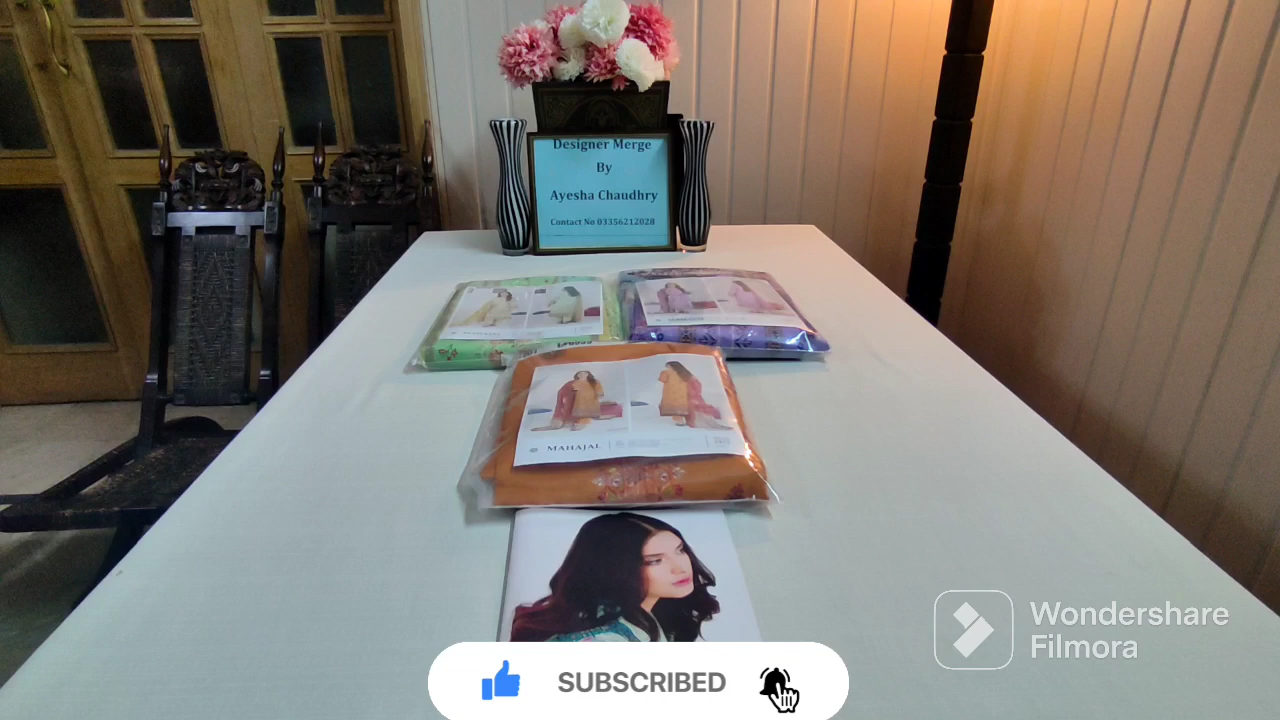 Designer Merge
By
Ayesha Chaudhry
Contact No 03356212028
MAHAJAL
Wondershare
Filmora
SUBSCRIBED